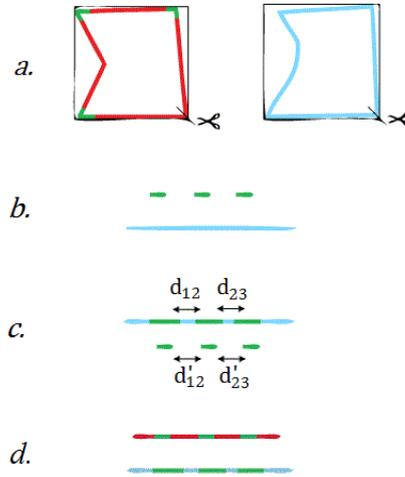 a.
b.
d₁₂ d₂₃
c.
d'₁₂ d'₂₃
d.